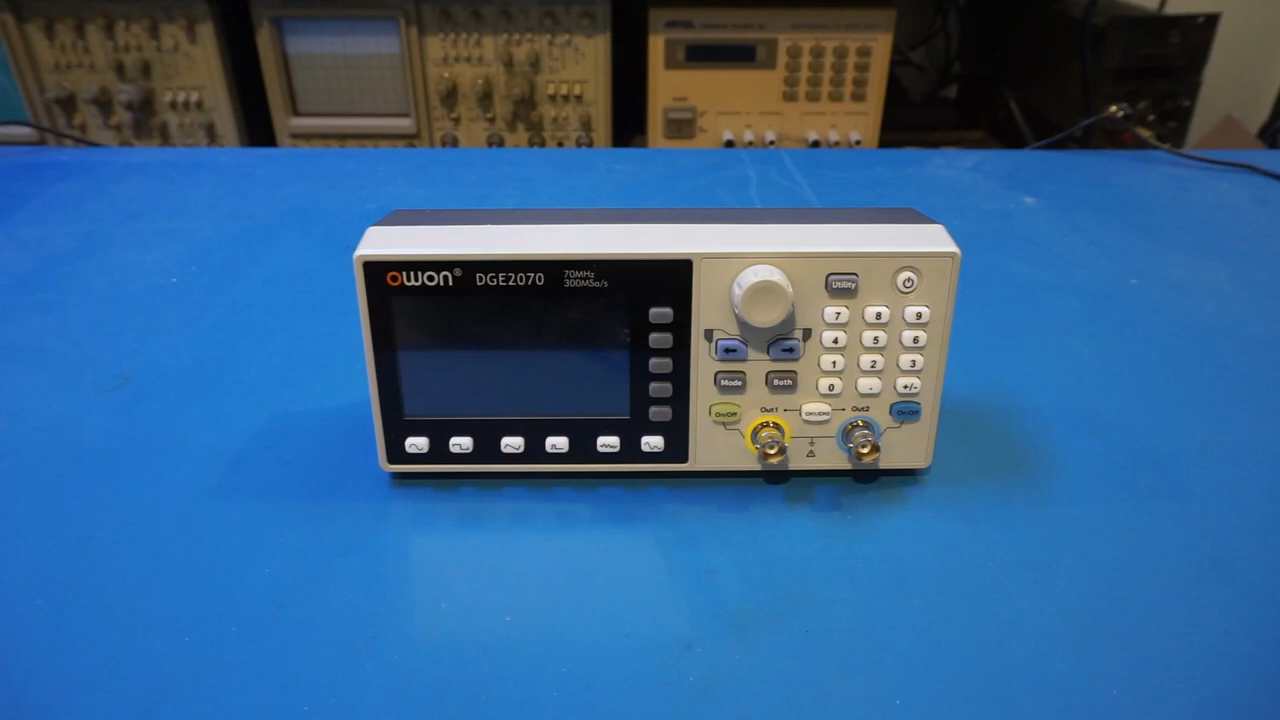 OWON® DGE2070 70MHz
300MSa/s
Utility
7 8 9
4 5 6
1 2 3
0 . +/-
Mode Both
On/Off Out1 CH1/CH2 Out2 On/Off